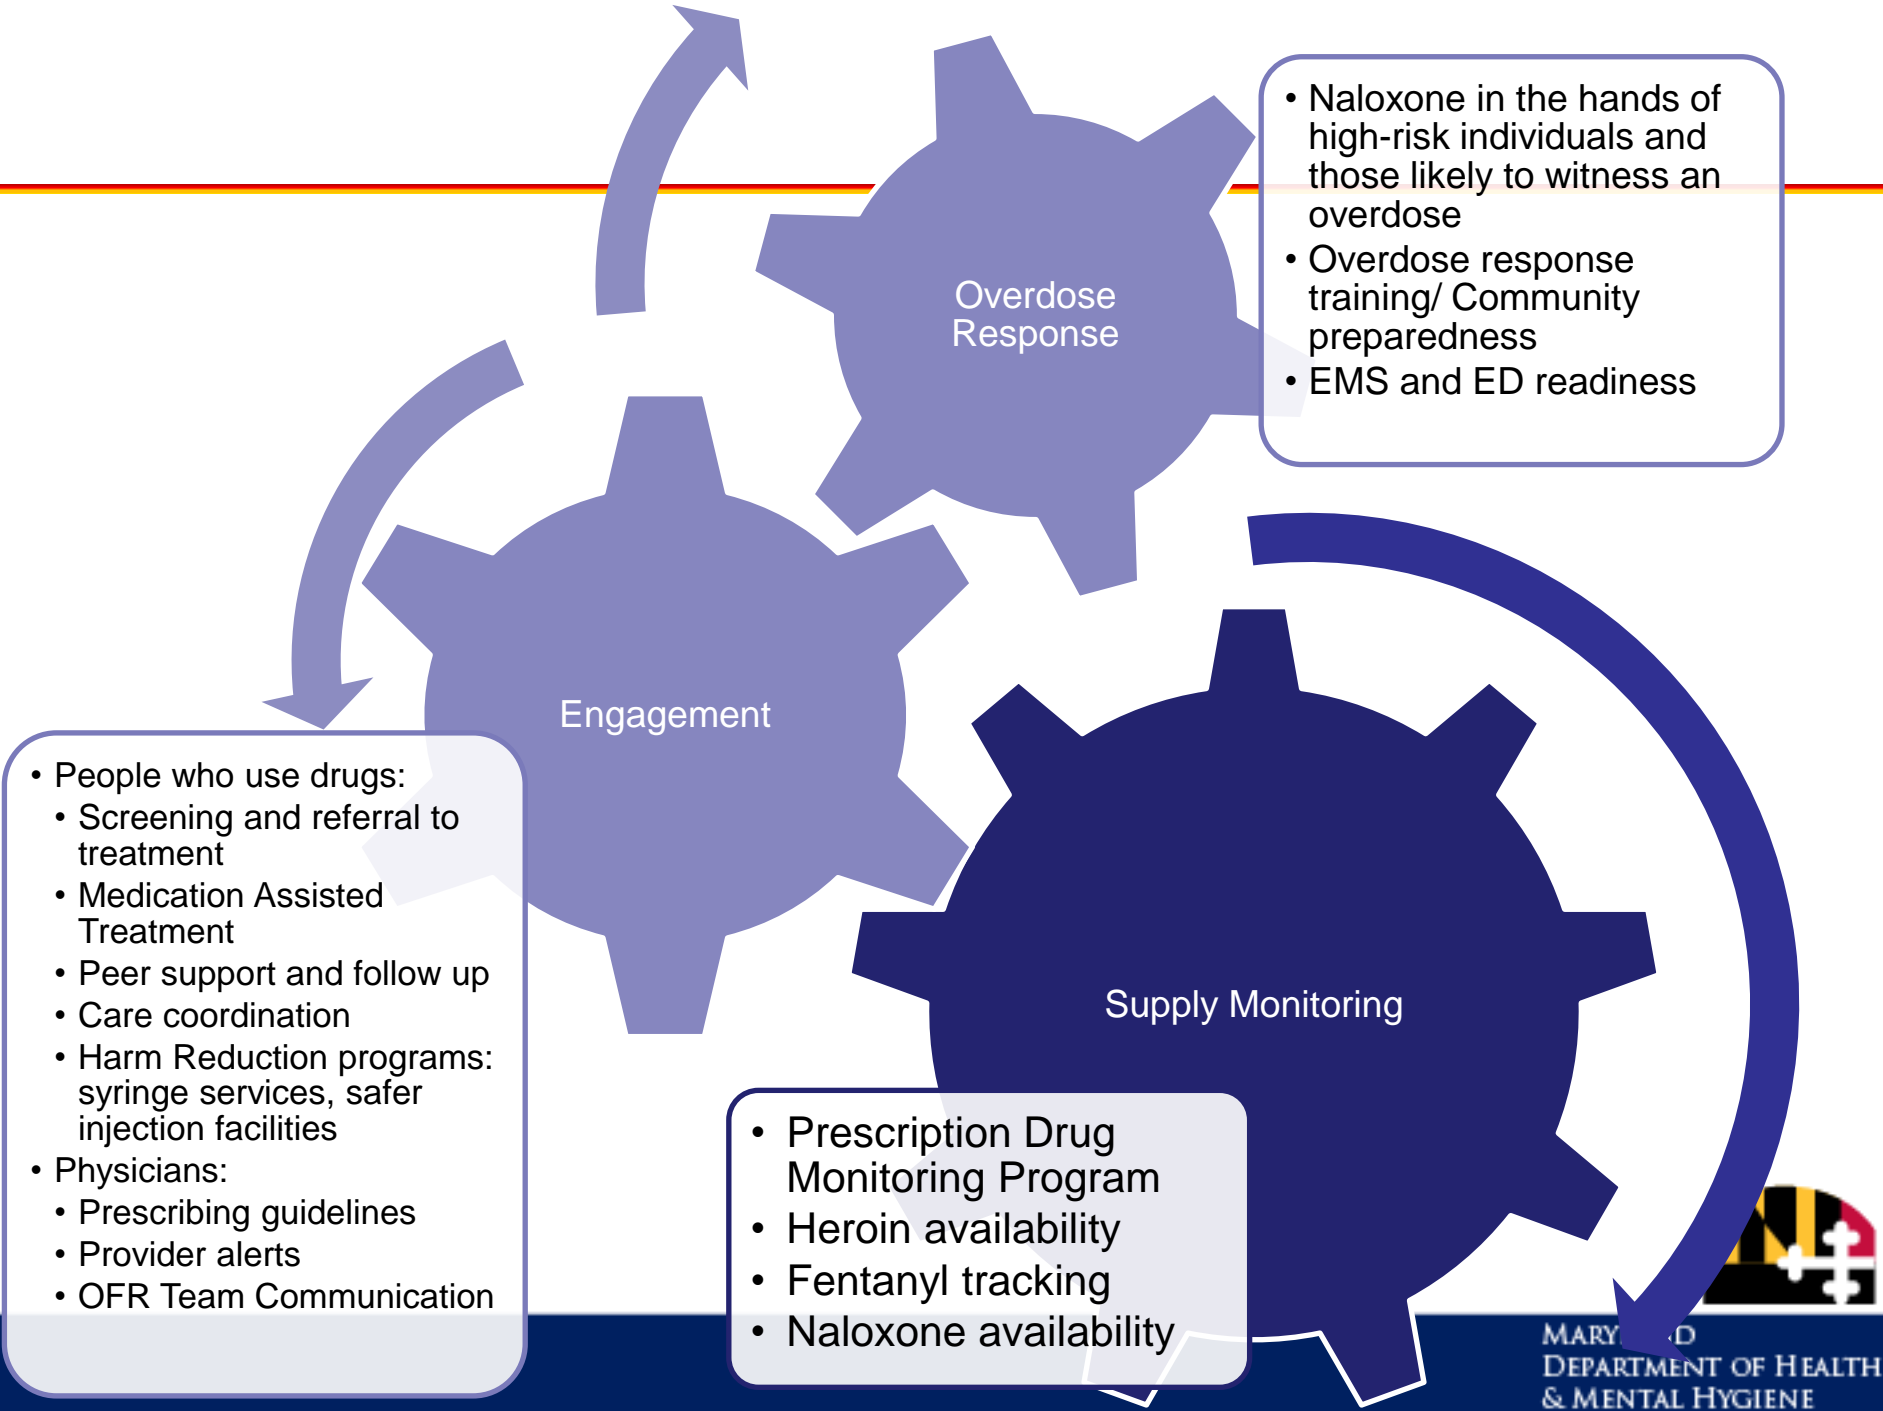 • Naloxone in the hands of
high-risk individuals and
those likely to witness an
overdose
• Overdose response
training/ Community
preparedness
• EMS and ED readiness
Overdose
Response
Engagement
• People who use drugs:
• Screening and referral to
treatment
• Medication Assisted
Treatment
• Peer support and follow up
• Care coordination
• Harm Reduction programs:
syringe services, safer
injection facilities
• Physicians:
• Prescribing guidelines
• Provider alerts
• OFR Team Communication
Supply Monitoring
• Prescription Drug
Monitoring Program
• Heroin availability
• Fentanyl tracking
• Naloxone availability
DEPARTMENT OF HEALTH
& MENTAL HYGIENE